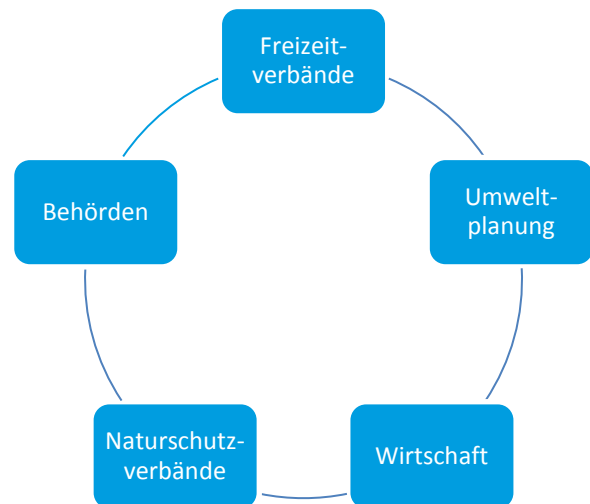 Freizeit-
verbände
Umwelt-
planung
Wirtschaft
Naturschutz-
verbände
Behörden